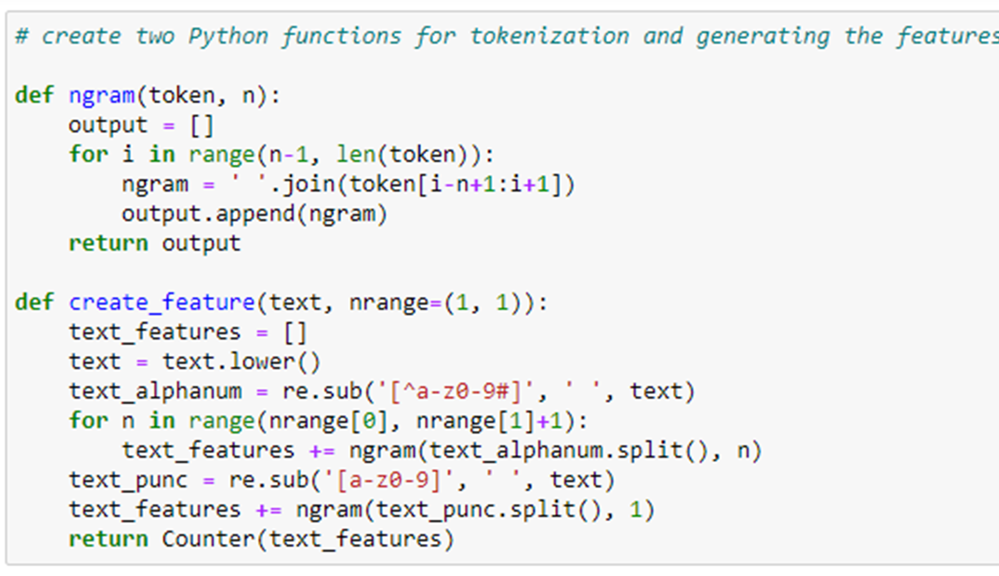 # create two Python functions for tokenization and generating the features
def ngram(token, n):
    output = []
    for i in range(n-1, len(token)):
        ngram = ' '.join(token[i-n+1:i+1])
        output.append(ngram)
    return output
def create_feature(text, nrange=(1, 1)):
    text_features = []
    text = text.lower()
    text_alphanum = re.sub('[^a-z0-9#]', ' ', text)
    for n in range(nrange[0], nrange[1]+1):
        text_features += ngram(text_alphanum.split(), n)
    text_punc = re.sub('[a-z0-9]', ' ', text)
    text_features += ngram(text_punc.split(), 1)
    return Counter(text_features)